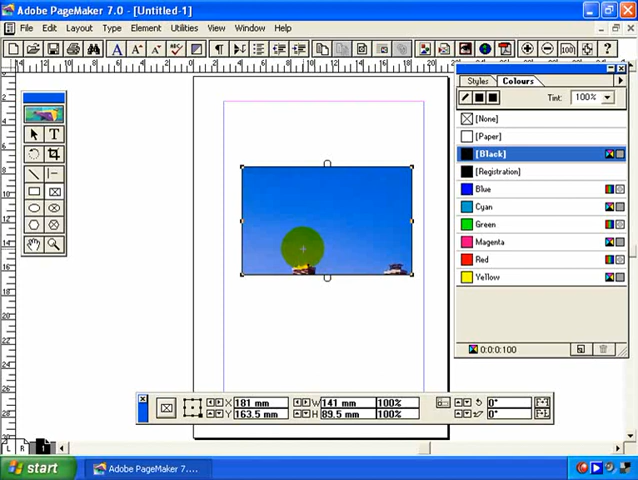 Adobe PageMaker 7.0 - [Untitled-1]
File Edit Layout Type Element Utilities View Window Help
Styles Colours
Tint: 100%
[None]
[Paper]
[Black]
[Registration]
Blue
Cyan
Green
Magenta
Red
Yellow
0:0:0:100
X 181 mm W 141 mm 100% 0°
Y 163.5 mm H 89.5 mm 100% 0°
L R 1
start Adobe PageMaker 7....